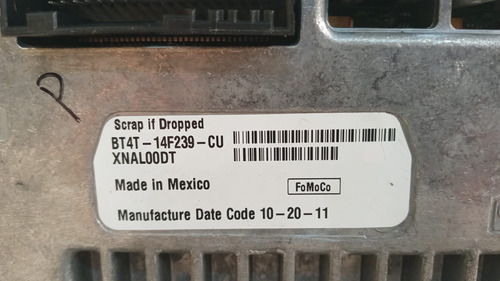 P
Scrap if Dropped
BT4T-14F239-CU
XNAL00DT
Made in Mexico FoMoCo
Manufacture Date Code 10-20-11